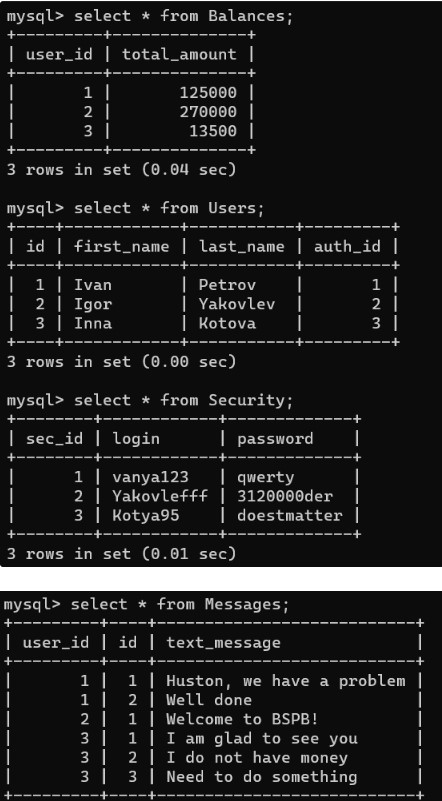 mysql> select * from Balances;
+---------+--------------+
| user_id | total_amount |
+---------+--------------+
|       1 |       125000 |
|       2 |       270000 |
|       3 |        13500 |
+---------+--------------+
3 rows in set (0.04 sec)

mysql> select * from Users;
+----+------------+-----------+---------+
| id | first_name | last_name | auth_id |
+----+------------+-----------+---------+
|  1 | Ivan       | Petrov    |       1 |
|  2 | Igor       | Yakovlev  |       2 |
|  3 | Inna       | Kotova    |       3 |
+----+------------+-----------+---------+
3 rows in set (0.00 sec)

mysql> select * from Security;
+--------+------------+-------------+
| sec_id | login      | password    |
+--------+------------+-------------+
|      1 | vanya123   | qwerty      |
|      2 | Yakovlefff | 3120000der  |
|      3 | Kotya95    | doestmatter |
+--------+------------+-------------+
3 rows in set (0.01 sec)

mysql> select * from Messages;
+---------+----+---------------------------+
| user_id | id | text_message              |
+---------+----+---------------------------+
|       1 |  1 | Huston, we have a problem |
|       1 |  2 | Well done                 |
|       2 |  1 | Welcome to BSPB!          |
|       3 |  1 | I am glad to see you      |
|       3 |  2 | I do not have money       |
|       3 |  3 | Need to do something      |
+---------+----+---------------------------+